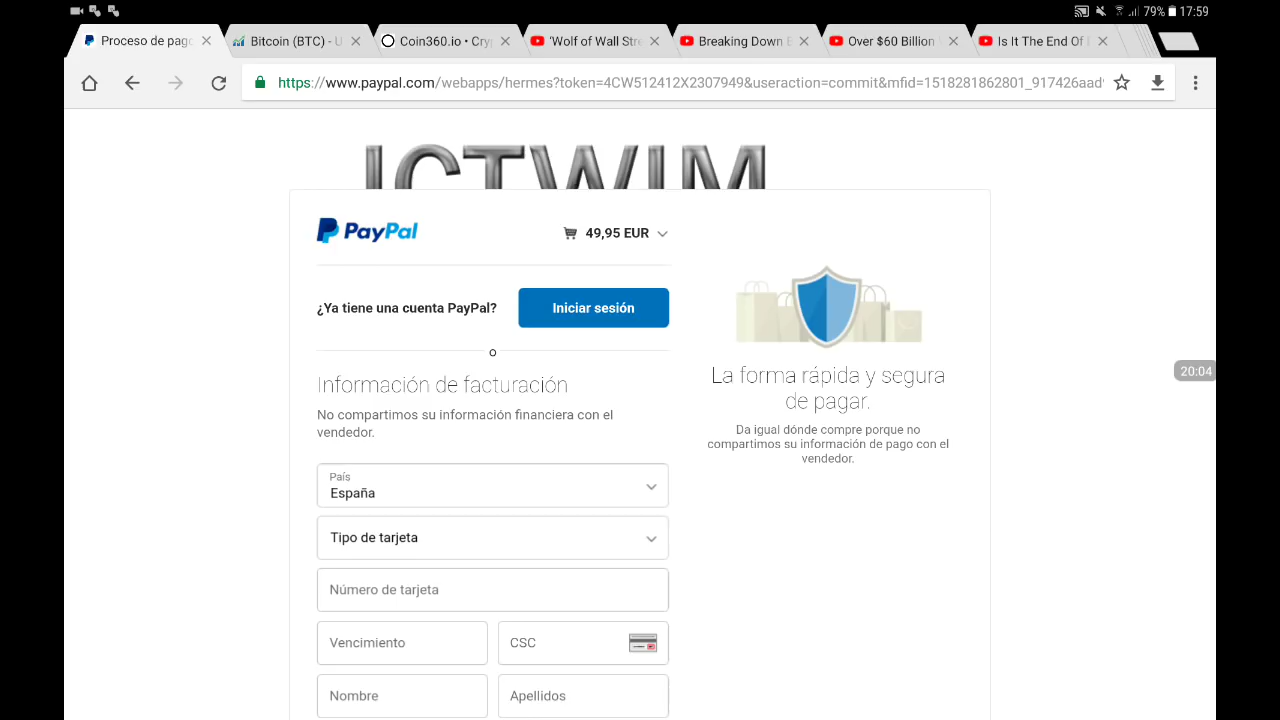 79% 17:59
Proceso de pago
Bitcoin (BTC) - U
Coin360.io • Cry
'Wolf of Wall Stre
Breaking Down
Over $60 Billion
Is It The End Of
https://www.paypal.com/webapps/hermes?token=4CW512412X2307949&useraction=commit&mfid=1518281862801_917426aad
ICTWIM
PayPal
49,95 EUR
¿Ya tiene una cuenta PayPal?
Iniciar sesión
o
Información de facturación
No compartimos su información financiera con el
vendedor.
País
España
Tipo de tarjeta
Número de tarjeta
Vencimiento
CSC
Nombre
Apellidos
La forma rápida y segura
de pagar.
Da igual dónde compre porque no
compartimos su información de pago con el
vendedor.
20:04